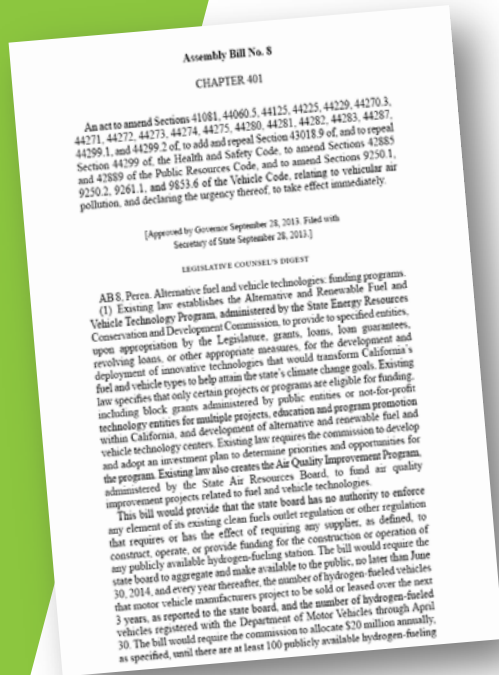 Assembly Bill No. 8
CHAPTER 401
An act to amend Sections 41081, 44060.5, 44125, 44225, 44229, 44270.3,
44271, 44272, 44273, 44274, 44275, 44280, 44281, 44282, 44283, 44287,
44299.1, and 44299.2 of, to add and repeal Section 43018.9 of, and to repeal
Section 44299 of, the Health and Safety Code, to amend Sections 42885
and 42889 of the Public Resources Code, and to amend Sections 9250.1,
9250.2, 9261.1, and 9853.6 of the Vehicle Code, relating to vehicular air
pollution, and declaring the urgency thereof, to take effect immediately.
[Approved by Governor September 28, 2013. Filed with
Secretary of State September 28, 2013.]
LEGISLATIVE COUNSEL'S DIGEST
AB 8, Perea. Alternative fuel and vehicle technologies: funding programs.
(1) Existing law establishes the Alternative and Renewable Fuel and
Vehicle Technology Program, administered by the State Energy Resources
Conservation and Development Commission, to provide to specified entities,
upon appropriation by the Legislature, grants, loans, loan guarantees,
revolving loans, or other appropriate measures, for the development and
deployment of innovative technologies that would transform California's
fuel and vehicle types to help attain the state's climate change goals. Existing
law specifies that only certain projects or programs are eligible for funding,
including block grants administered by public entities or not-for-profit
technology entities for multiple projects, education and program promotion
within California, and development of alternative and renewable fuel and
vehicle technology centers. Existing law requires the commission to develop
and adopt an investment plan to determine priorities and opportunities for
the program. Existing law also creates the Air Quality Improvement Program,
administered by the State Air Resources Board, to fund air quality
improvement projects related to fuel and vehicle technologies.
This bill would provide that the state board has no authority to enforce
any element of its existing clean fuels outlet regulation or other regulation
that requires or has the effect of requiring any supplier, as defined, to
construct, operate, or provide funding for the construction or operation of
any publicly available hydrogen-fueling station. The bill would require the
state board to aggregate and make available to the public, no later than June
30, 2014, and every year thereafter, the number of hydrogen-fueled vehicles
that motor vehicle manufacturers project to be sold or leased over the next
3 years, as reported to the state board, and the number of hydrogen-fueled
vehicles registered with the Department of Motor Vehicles through April
30. The bill would require the commission to allocate $20 million annually,
as specified, until there are at least 100 publicly available hydrogen-fueling